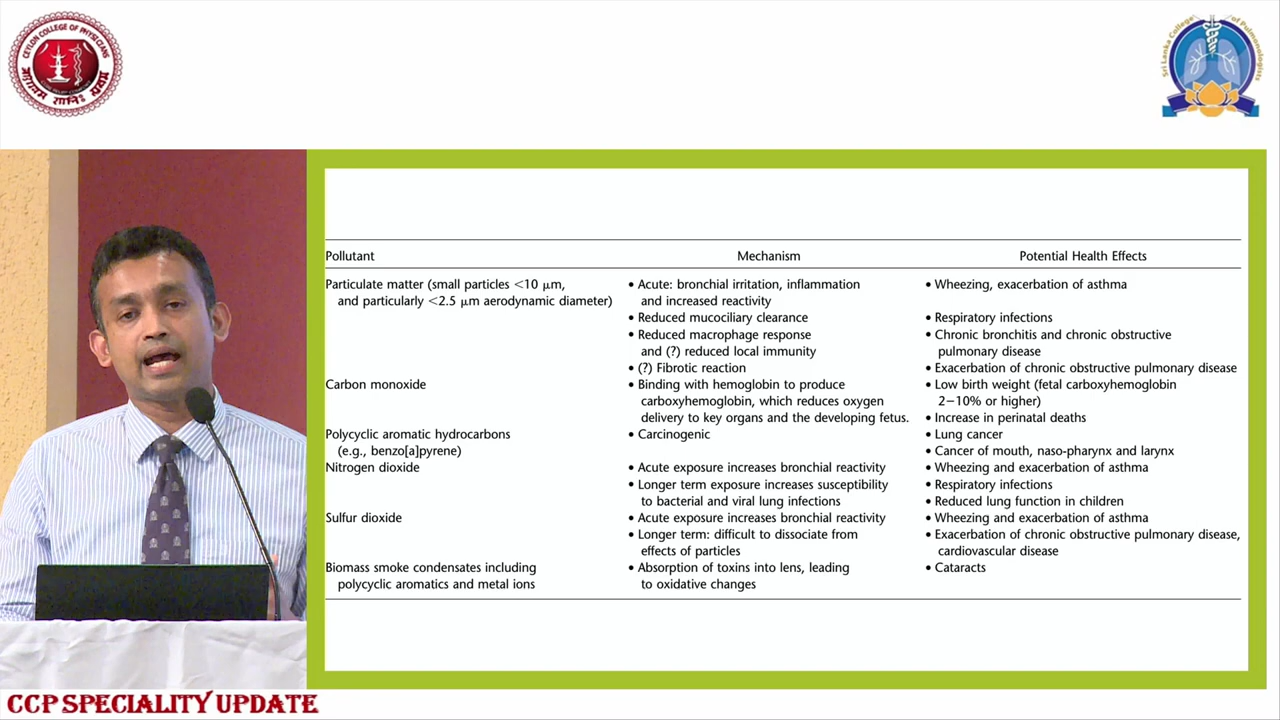 CEYLON COLLEGE OF PHYSICIANS
Sri Lanka College of Pulmonologists
Pollutant
Mechanism
Potential Health Effects
Particulate matter (small particles <10 μm,
and particularly <2.5 μm aerodynamic diameter)
• Acute: bronchial irritation, inflammation
and increased reactivity
• Reduced mucociliary clearance
• Reduced macrophage response
and (?) reduced local immunity
• (?) Fibrotic reaction
• Wheezing, exacerbation of asthma
• Respiratory infections
• Chronic bronchitis and chronic obstructive
pulmonary disease
• Exacerbation of chronic obstructive pulmonary disease
Carbon monoxide
• Binding with hemoglobin to produce
carboxyhemoglobin, which reduces oxygen
delivery to key organs and the developing fetus.
• Low birth weight (fetal carboxyhemoglobin
2−10% or higher)
• Increase in perinatal deaths
Polycyclic aromatic hydrocarbons
(e.g., benzo[a]pyrene)
• Carcinogenic
• Lung cancer
• Cancer of mouth, naso-pharynx and larynx
Nitrogen dioxide
• Acute exposure increases bronchial reactivity
• Longer term exposure increases susceptibility
to bacterial and viral lung infections
• Wheezing and exacerbation of asthma
• Respiratory infections
• Reduced lung function in children
Sulfur dioxide
• Acute exposure increases bronchial reactivity
• Longer term: difficult to dissociate from
effects of particles
• Wheezing and exacerbation of asthma
• Exacerbation of chronic obstructive pulmonary disease,
cardiovascular disease
Biomass smoke condensates including
polycyclic aromatics and metal ions
• Absorption of toxins into lens, leading
to oxidative changes
• Cataracts
CCP SPECIALITY UPDATE